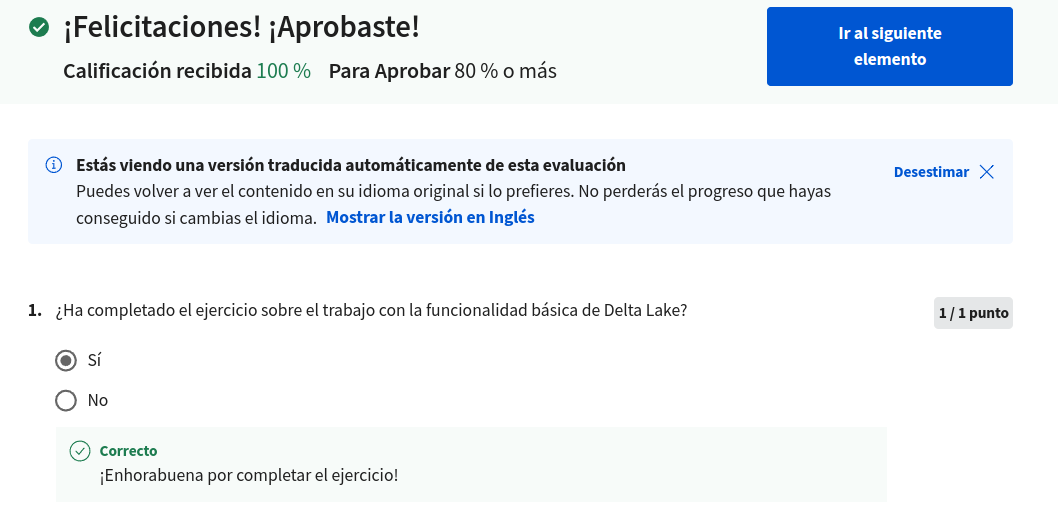 ¡Felicitaciones! ¡Aprobaste!
Calificación recibida 100 % Para Aprobar 80 % o más
Ir al siguiente
elemento
Estás viendo una versión traducida automáticamente de esta evaluación
Puedes volver a ver el contenido en su idioma original si lo prefieres. No perderás el progreso que hayas
conseguido si cambias el idioma. Mostrar la versión en Inglés
Desestimar
1. ¿Ha completado el ejercicio sobre el trabajo con la funcionalidad básica de Delta Lake?
1 / 1 punto
Sí
No
Correcto
¡Enhorabuena por completar el ejercicio!